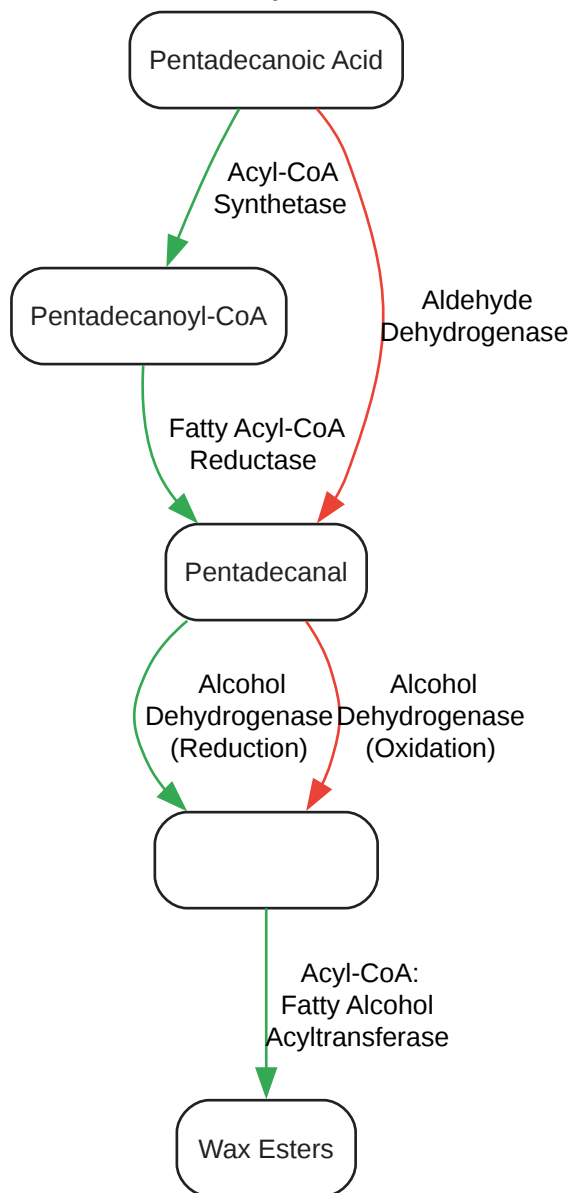 Pentadecanoic Acid
Acyl-CoA
Synthetase
Pentadecanoyl-CoA
Aldehyde
Dehydrogenase
Fatty Acyl-CoA
Reductase
Pentadecanal
Alcohol
Dehydrogenase
(Reduction)
Alcohol
Dehydrogenase
(Oxidation)
Acyl-CoA:
Fatty Alcohol
Acyltransferase
Wax Esters